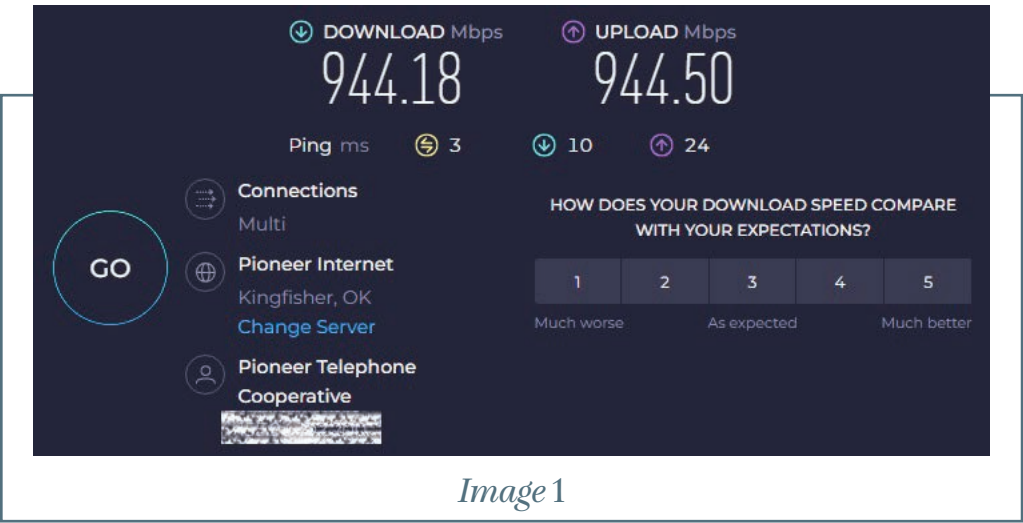 DOWNLOAD Mbps
944.18
UPLOAD Mbps
944.50
Ping ms 3 10 24
GO
Connections
Multi
Pioneer Internet
Kingfisher, OK
Change Server
Pioneer Telephone
Cooperative
HOW DOES YOUR DOWNLOAD SPEED COMPARE
WITH YOUR EXPECTATIONS?
1 2 3 4 5
Much worse As expected Much better
Image 1